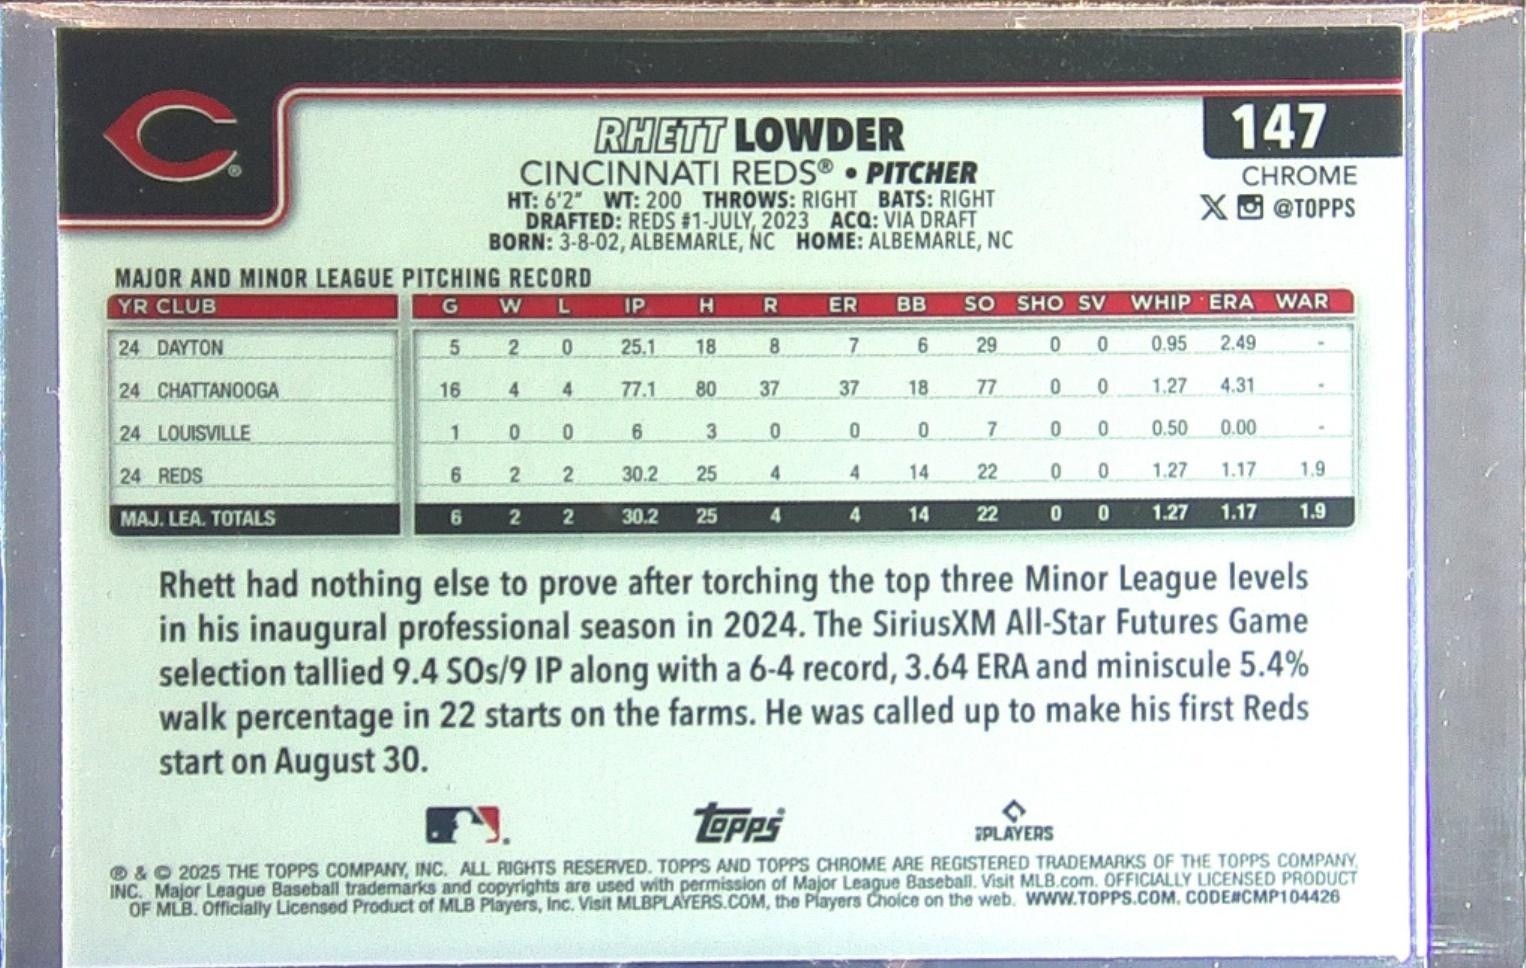 RHETT LOWDER
147
CINCINNATI REDS® • PITCHER
CHROME
HT: 6'2" WT: 200 THROWS: RIGHT BATS: RIGHT
@TOPPS
DRAFTED: REDS #1-JULY, 2023 ACQ: VIA DRAFT
BORN: 3-8-02, ALBEMARLE, NC HOME: ALBEMARLE, NC
MAJOR AND MINOR LEAGUE PITCHING RECORD
YR CLUB G W L IP H R ER BB SO SHO SV WHIP ERA WAR
24 DAYTON 5 2 0 25.1 18 8 7 6 29 0 0 0.95 2.49 -
24 CHATTANOOGA 16 4 4 77.1 80 37 37 18 77 0 0 1.27 4.31 -
24 LOUISVILLE 1 0 0 6 3 0 0 0 7 0 0 0.50 0.00 -
24 REDS 6 2 2 30.2 25 4 4 14 22 0 0 1.27 1.17 1.9
MAJ. LEA. TOTALS 6 2 2 30.2 25 4 4 14 22 0 0 1.27 1.17 1.9
Rhett had nothing else to prove after torching the top three Minor League levels
in his inaugural professional season in 2024. The SiriusXM All-Star Futures Game
selection tallied 9.4 SOs/9 IP along with a 6-4 record, 3.64 ERA and miniscule 5.4%
walk percentage in 22 starts on the farms. He was called up to make his first Reds
start on August 30.
Topps
PLAYERS
® & © 2025 THE TOPPS COMPANY, INC. ALL RIGHTS RESERVED. TOPPS AND TOPPS CHROME ARE REGISTERED TRADEMARKS OF THE TOPPS COMPANY,
INC. Major League Baseball trademarks and copyrights are used with permission of Major League Baseball. Visit MLB.com. OFFICIALLY LICENSED PRODUCT
OF MLB. Officially Licensed Product of MLB Players, Inc. Visit MLBPLAYERS.COM, the Players Choice on the web. WWW.TOPPS.COM. CODE#CMP104426